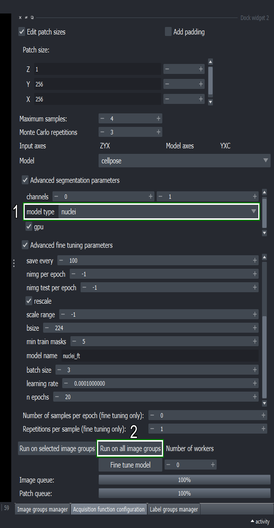 Dock widget 2
Edit patch sizes Add padding
Patch size:
Z 1
Y 256
X 256
Maximum samples: 4
Monte Carlo repetitions 3
Input axes ZYX Model axes YXC
Model cellpose
Advanced segmentation parameters
channels 0 1
1 model type nuclei
gpu
Advanced fine tuning parameters
save every 100
nimg per epoch -1
nimg test per epoch -1
rescale
scale range -1
bsize 224
min train masks 5
model name nuclei_ft
batch size 3
learning rate 0.0001000000
n epochs 20
Number of samples per epoch (fine tuning only): 0
Repetitions per sample (fine tuning only): 1
2
Run on selected image groups Run on all image groups Number of workers
Fine tune model 0
Image queue: 100%
Patch queue: 100%
59 Image groups manager Acquisition function configuration Label groups manager
activity